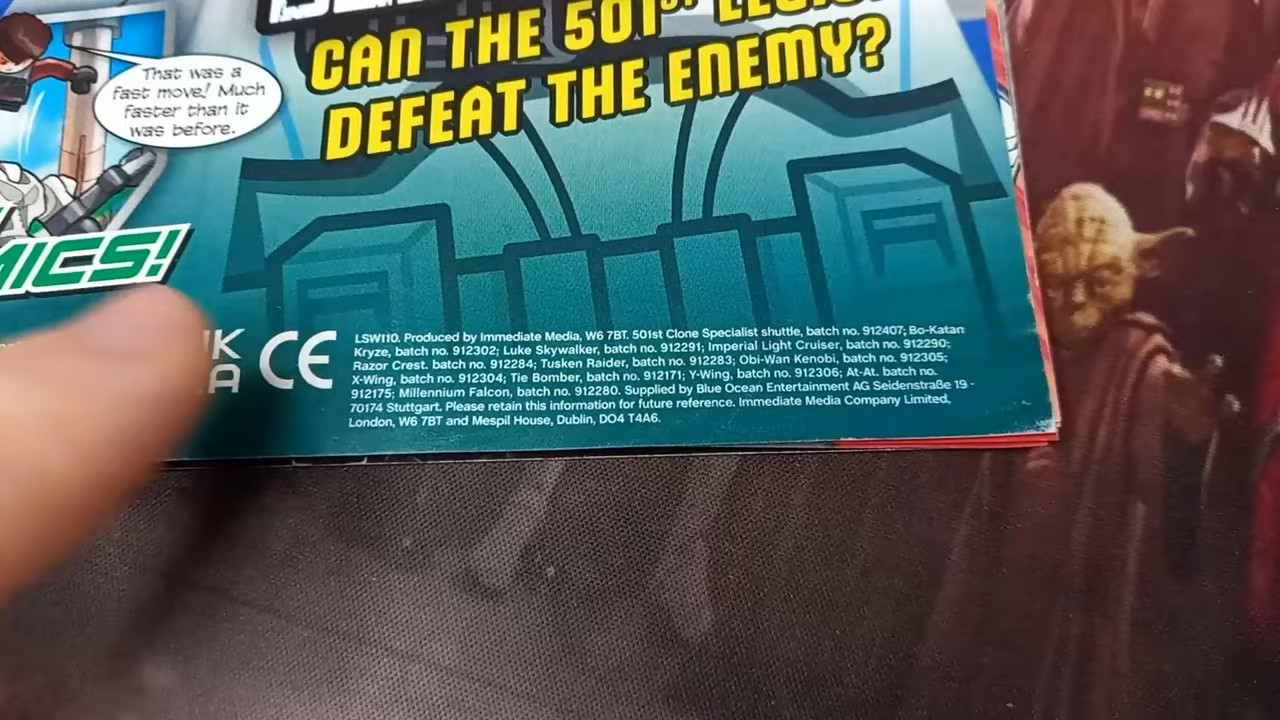 CAN THE 501ST
DEFEAT THE ENEMY?
That was a
fast move! Much
faster than it
was before.
MICS!
CE
LSW110. Produced by Immediate Media, W6 7BT. 501st Clone Specialist shuttle, batch no. 912407; Bo-Katan
Kryze, batch no. 912302; Luke Skywalker, batch no. 912291; Imperial Light Cruiser, batch no. 912290;
Razor Crest. batch no. 912284; Tusken Raider, batch no. 912283; Obi-Wan Kenobi, batch no. 912305;
X-Wing, batch no. 912304; Tie Bomber, batch no. 912171; Y-Wing, batch no. 912306; At-At. batch no.
912175; Millennium Falcon, batch no. 912280. Supplied by Blue Ocean Entertainment AG Seidenstraße 19 -
70174 Stuttgart. Please retain this information for future reference. Immediate Media Company Limited,
London, W6 7BT and Mespil House, Dublin, DO4 T4A6.